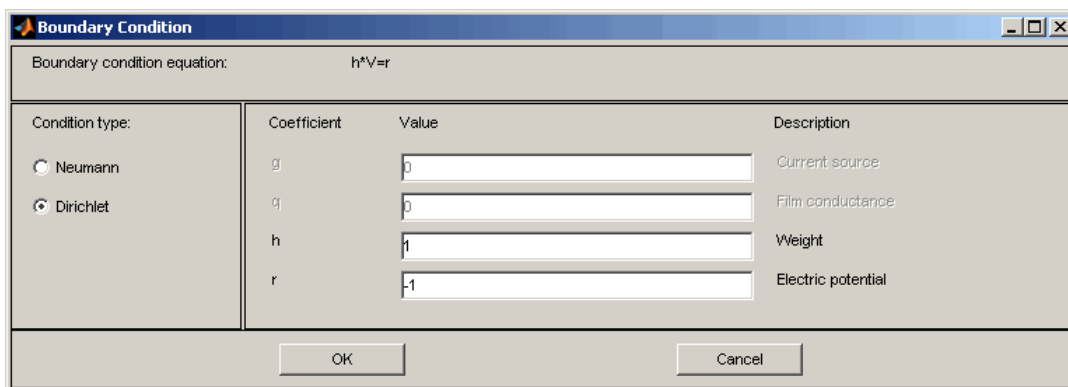 Boundary Condition
Boundary condition equation: h*V=r
Condition type: Coefficient Value Description
Neumann g 0 Current source
Dirichlet q 0 Film conductance
h 1 Weight
r -1 Electric potential
OK Cancel